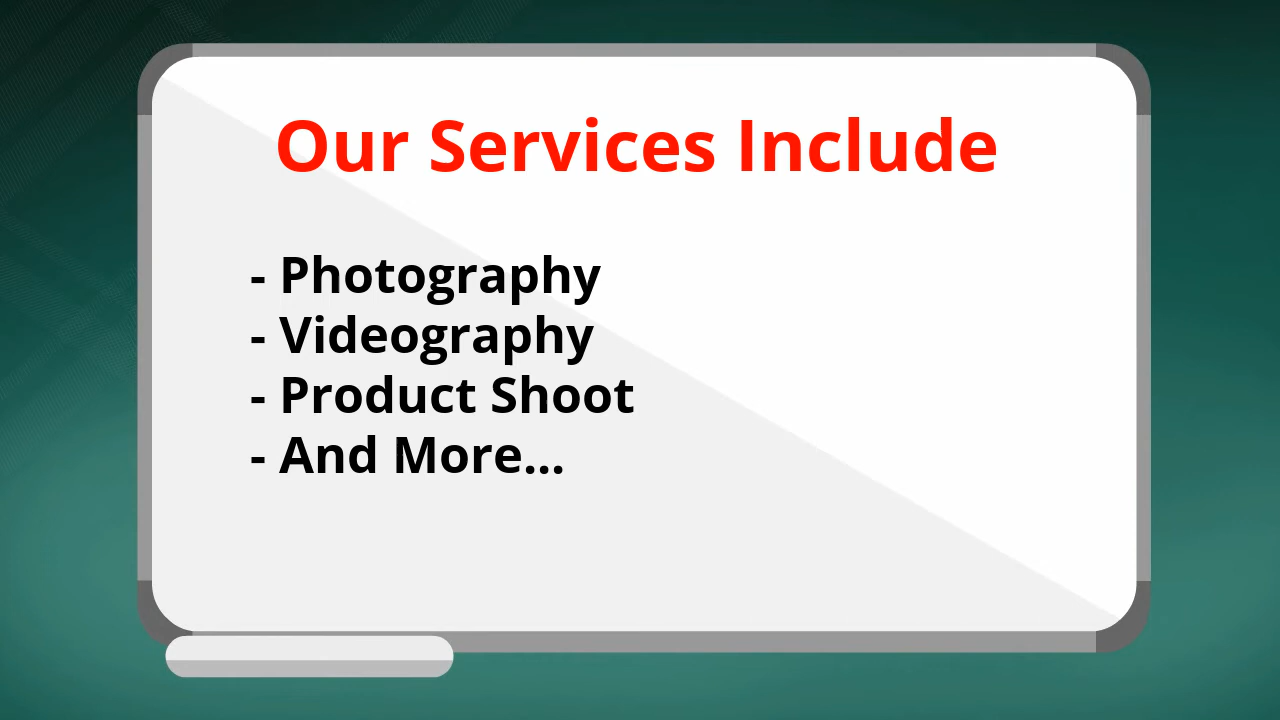 Our Services Include
- Photography
- Videography
- Product Shoot
- And More...